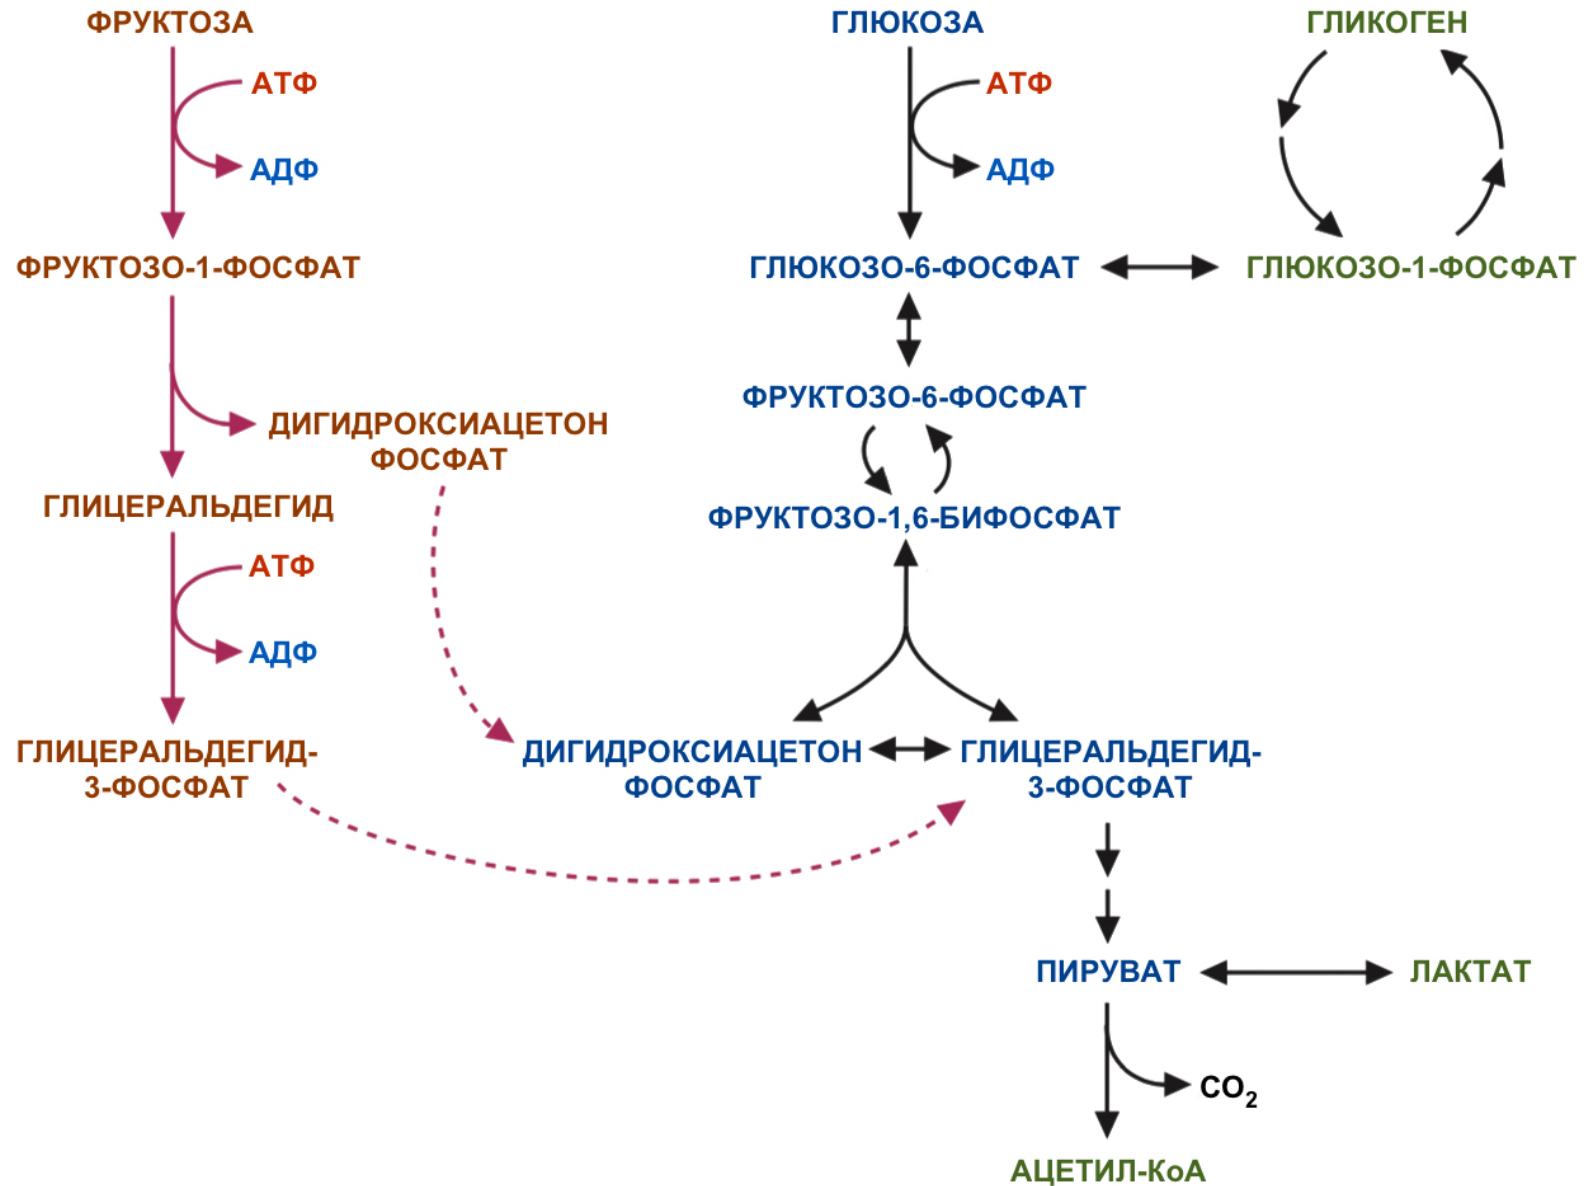 ФРУКТОЗА
ГЛЮКОЗА
ГЛИКОГЕН
АТФ
АТФ
АДФ
АДФ
ФРУКТОЗО-1-ФОСФАТ
ГЛЮКОЗО-6-ФОСФАТ
ГЛЮКОЗО-1-ФОСФАТ
ФРУКТОЗО-6-ФОСФАТ
ДИГИДРОКСИАЦЕТОН
ФОСФАТ
ГЛИЦЕРАЛЬДЕГИД
ФРУКТОЗО-1,6-БИФОСФАТ
АТФ
АДФ
ГЛИЦЕРАЛЬДЕГИД-
3-ФОСФАТ
ДИГИДРОКСИАЦЕТОН
ФОСФАТ
ГЛИЦЕРАЛЬДЕГИД-
3-ФОСФАТ
ПИРУВАТ
ЛАКТАТ
CO₂
АЦЕТИЛ-КоА